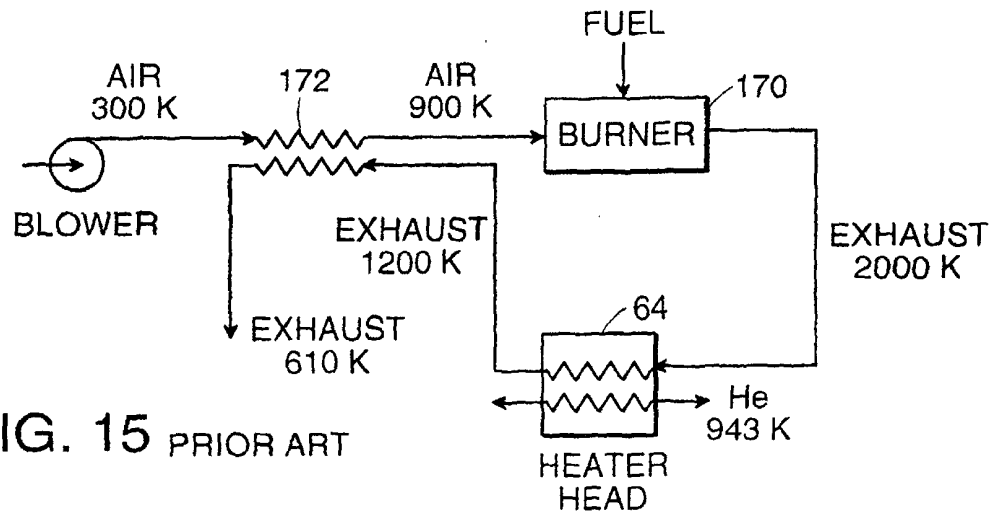 FUEL
AIR
300 K
172
AIR
900 K
170
BURNER
BLOWER
EXHAUST
1200 K
EXHAUST
2000 K
EXHAUST
610 K
64
He
943 K
HEATER
HEAD
IG. 15 PRIOR ART